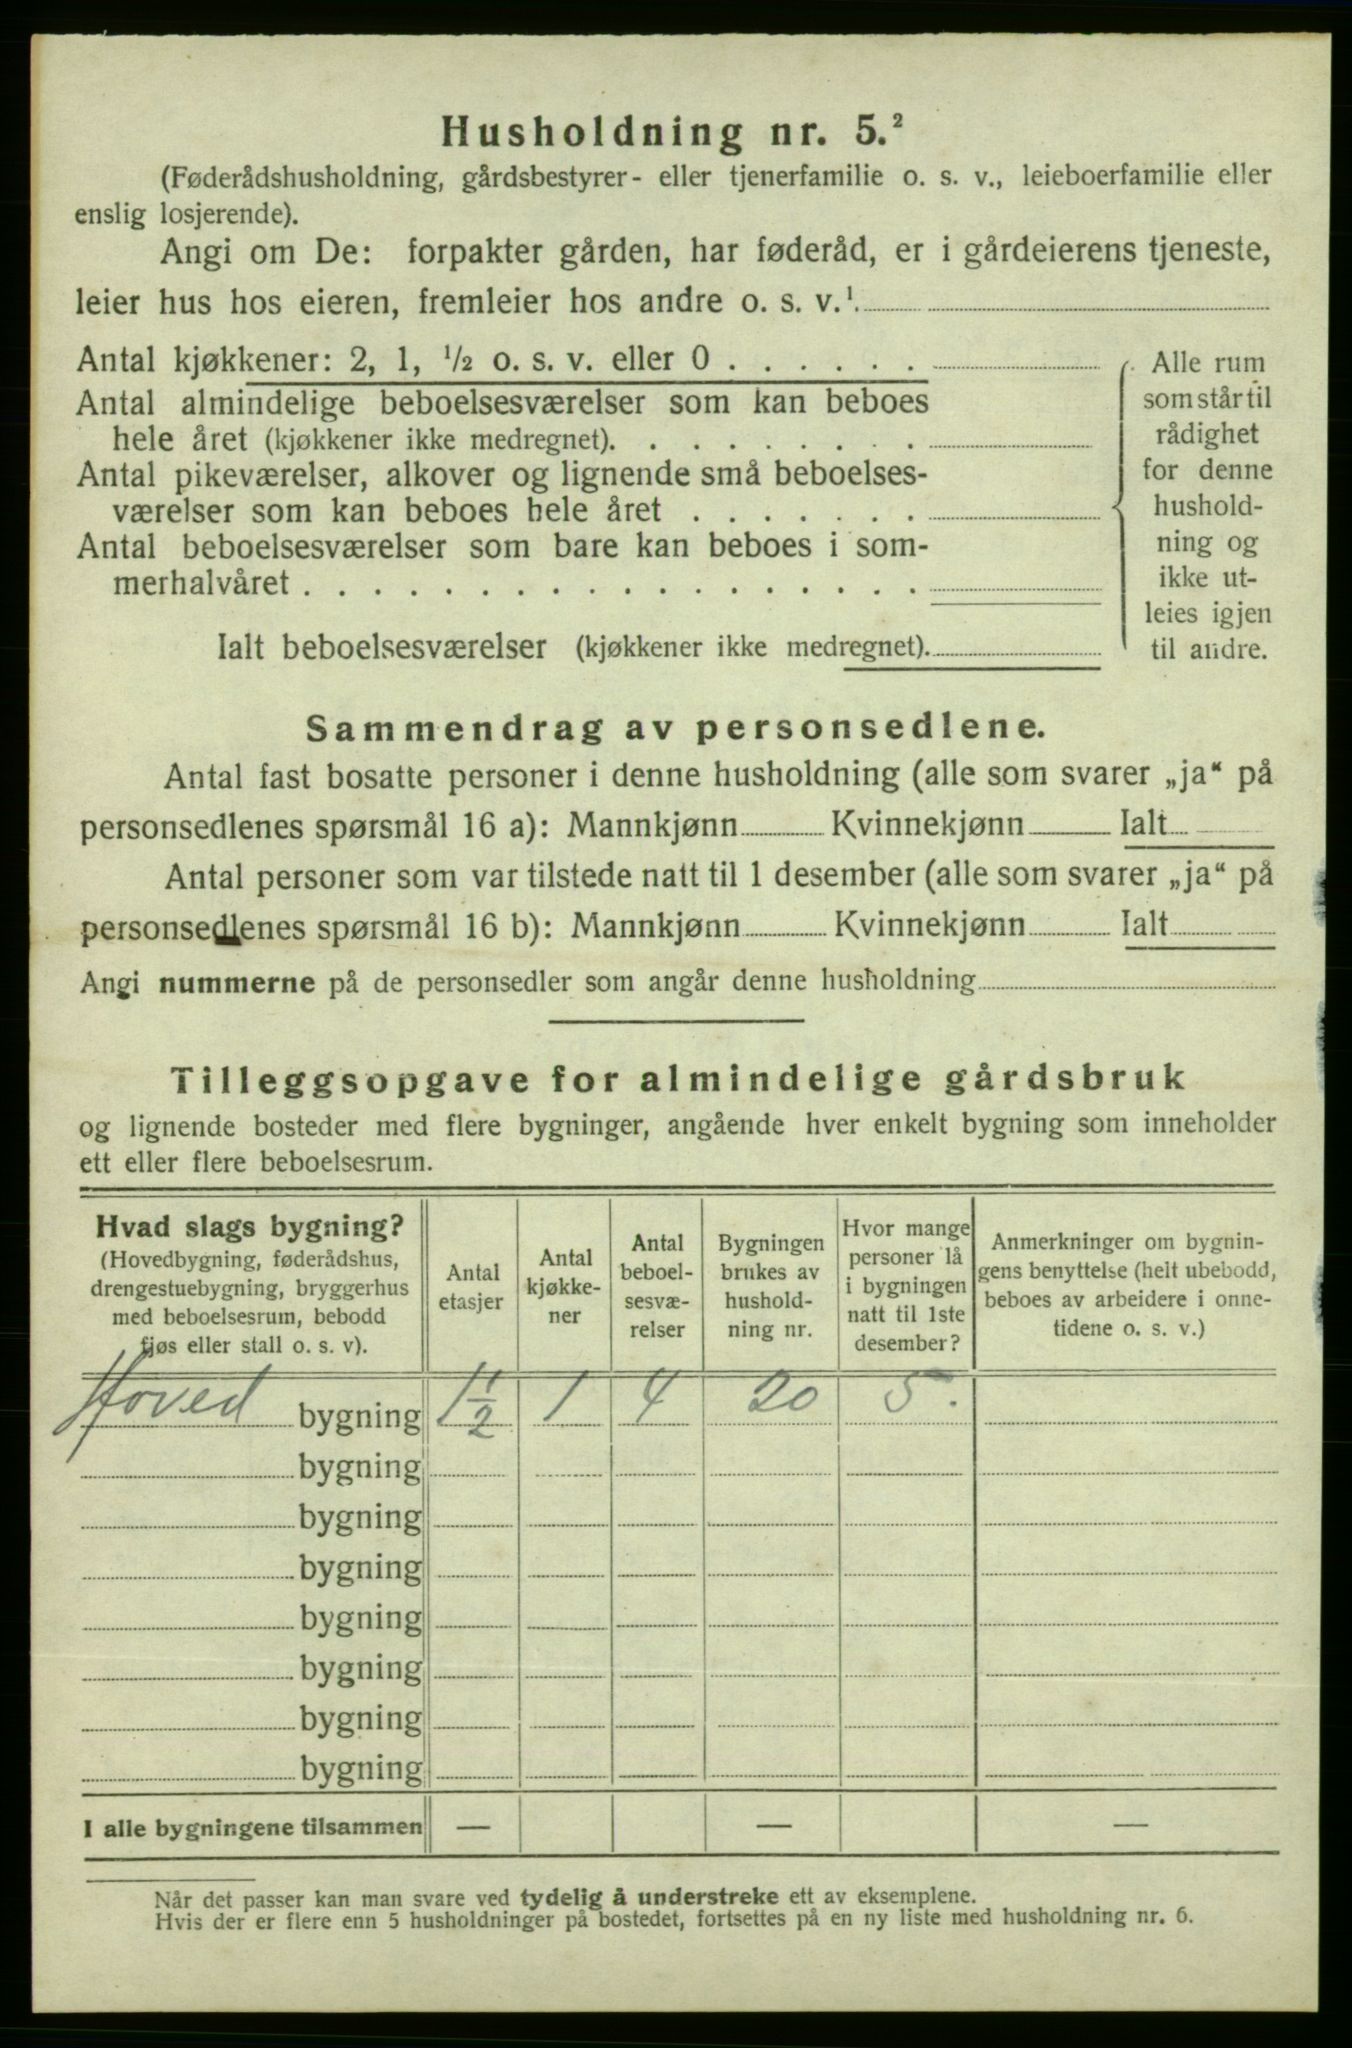 Husholdning nr. 5.²
(Føderådshusholdning, gårdsbestyrer- eller tjenerfamilie o. s. v., leieboerfamilie eller
enslig losjerende).
Angi om De: forpakter gården, har føderåd, er i gårdeierens tjeneste,
leier hus hos eieren, fremleier hos andre o. s. v.¹.
Antal kjøkkener: 2, 1, ½ o. s. v. eller 0 . . . . . .
Antal almindelige beboelsesværelser som kan beboes
hele året (kjøkkener ikke medregnet). . . . . . . . .
Antal pikeværelser, alkover og lignende små beboelses-
værelser som kan beboes hele året . . . . . . .
Antal beboelsesværelser som bare kan beboes i som-
merhalvåret . . . . . . . . . . . . . . . . . .
Ialt beboelsesværelser (kjøkkener ikke medregnet).
Alle rum
som står til
rådighet
for denne
hushold-
ning og
ikke ut-
leies igjen
til andre.
Sammendrag av personsedlene.
Antal fast bosatte personer i denne husholdning (alle som svarer „ja“ på
personsedlenes spørsmål 16 a): Mannkjønn Kvinnekjønn Ialt
Antal personer som var tilstede natt til 1 desember (alle som svarer „ja“ på
personsedlenes spørsmål 16 b): Mannkjønn Kvinnekjønn Ialt
Angi nummerne på de personsedler som angår denne husholdning
Tilleggsopgave for almindelige gårdsbruk
og lignende bosteder med flere bygninger, angående hver enkelt bygning som inneholder
ett eller flere beboelsesrum.
Hvad slags bygning?
(Hovedbygning, føderådshus,
drengestuebygning, bryggerhus
med beboelsesrum, bebodd
fjøs eller stall o. s. v).
Antal
etasjer
Antal
kjøkke-
ner
Antal
beboel-
sesvæ-
relser
Bygningen
brukes av
hushold-
ning nr.
Hvor mange
personer lå
i bygningen
natt til 1ste
desember?
Anmerkninger om bygnin-
gens benyttelse (helt ubebodd,
beboes av arbeidere i onne-
tidene o. s. v.)
Hoved bygning 1½ 1 4 20 5.
bygning
bygning
bygning
bygning
bygning
bygning
bygning
I alle bygningene tilsammen — — —
Når det passer kan man svare ved tydelig å understreke ett av eksemplene.
Hvis der er flere enn 5 husholdninger på bostedet, fortsettes på en ny liste med husholdning nr. 6.